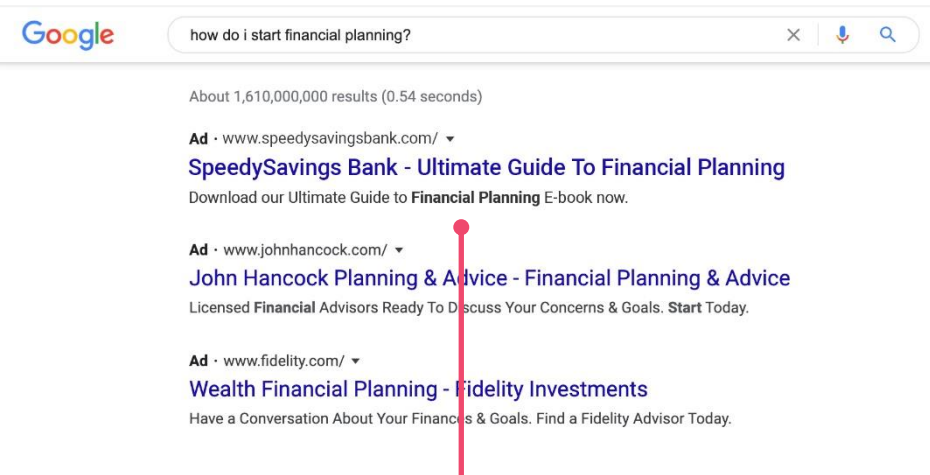 Google
how do i start financial planning?
About 1,610,000,000 results (0.54 seconds)
Ad · www.speedysavingsbank.com/
SpeedySavings Bank - Ultimate Guide To Financial Planning
Download our Ultimate Guide to Financial Planning E-book now.
Ad · www.johnhancock.com/
John Hancock Planning & Advice - Financial Planning & Advice
Licensed Financial Advisors Ready To Discuss Your Concerns & Goals. Start Today.
Ad · www.fidelity.com/
Wealth Financial Planning - Fidelity Investments
Have a Conversation About Your Finances & Goals. Find a Fidelity Advisor Today.